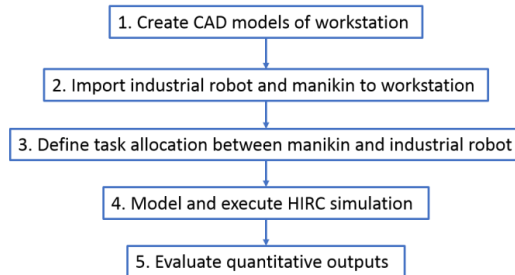 1. Create CAD models of workstation
2. Import industrial robot and manikin to workstation
3. Define task allocation between manikin and industrial robot
4. Model and execute HIRC simulation
5. Evaluate quantitative outputs